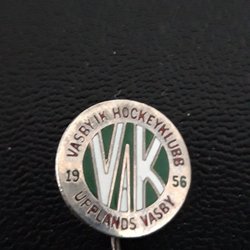 VÄSBY IK HOCKEYKLUBB
19 56
VIK
UPPLANDS VÄSBY